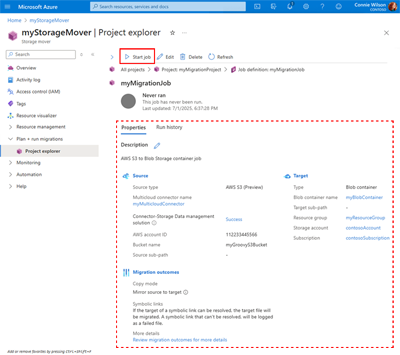 Microsoft Azure
Search resources, services, and docs
Connie Wilson
CONTOSO
Home > myStorageMover >
myStorageMover | Project explorer
Storage mover
Search
Start job
Edit
Delete
Refresh
Overview
Activity log
Access control (IAM)
Tags
Resource visualizer
Resource management
Plan + run migrations
Project explorer
Monitoring
Automation
Help
All projects > Project: myMigrationProject > Job definition: myMigrationJob
myMigrationJob
Never ran
This job has never been run.
Last updated 7/1/2025, 4:37:28 PM
Properties
Run history
Description
AWS S3 to Blob Storage container job
Source
Source type
AWS S3 (Preview)
Multicloud connector name
myMulticloudConnector
Connector-Storage Data management
solution
Success
AWS account ID
112233445566
Bucket name
myGroovyS3Bucket
Source sub-path
-
Target
Type
Blob container
Blob container name
myBlobContainer
Target sub-path
-
Resource group
myResourceGroup
Storage account
contosoAccount
Subscription
contosoSubscription
Migration outcomes
Copy mode
Mirror source to target
Symbolic links
If the target of a symbolic link can be resolved, the target file will
be migrated. A symbolic link that can't be resolved, will be logged
as a failed file.
More details
Review migration outcomes for more details
Add or remove favorites by pressing CTRL+SHIFT+F